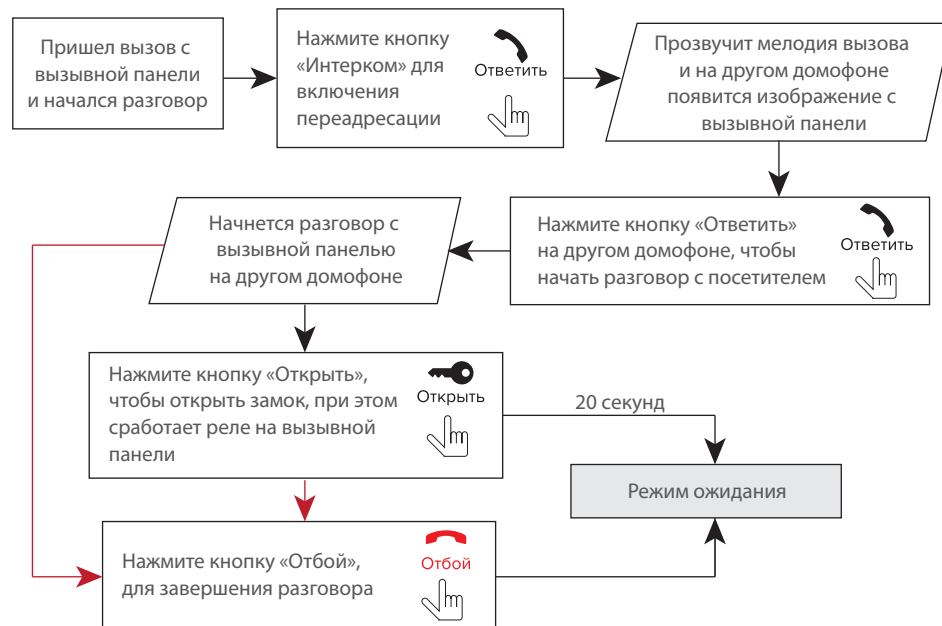 Пришел вызов с
вызывной панели
и начался разговор
Нажмите кнопку
«Интерком» для
включения
переадресации
Ответить
Прозвучит мелодия вызова
и на другом домофоне
появится изображение с
вызывной панели
Нажмите кнопку «Ответить»
на другом домофоне, чтобы
начать разговор с посетителем
Ответить
Начнется разговор с
вызывной панелью
на другом домофоне
Нажмите кнопку «Открыть»,
чтобы открыть замок, при этом
сработает реле на вызывной
панели
Открыть
20 секунд
Режим ожидания
Нажмите кнопку «Отбой»,
для завершения разговора
Отбой